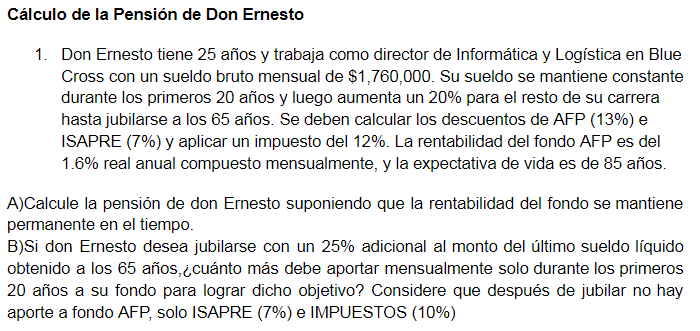 Cálculo de la Pensión de Don Ernesto
1. Don Ernesto tiene 25 años y trabaja como director de Informática y Logística en Blue
Cross con un sueldo bruto mensual de $1,760,000. Su sueldo se mantiene constante
durante los primeros 20 años y luego aumenta un 20% para el resto de su carrera
hasta jubilarse a los 65 años. Se deben calcular los descuentos de AFP (13%) e
ISAPRE (7%) y aplicar un impuesto del 12%. La rentabilidad del fondo AFP es del
1.6% real anual compuesto mensualmente, y la expectativa de vida es de 85 años.
A)Calcule la pensión de don Ernesto suponiendo que la rentabilidad del fondo se mantiene
permanente en el tiempo.
B)Si don Ernesto desea jubilarse con un 25% adicional al monto del último sueldo líquido
obtenido a los 65 años,¿cuánto más debe aportar mensualmente solo durante los primeros
20 años a su fondo para lograr dicho objetivo? Considere que después de jubilar no hay
aporte a fondo AFP, solo ISAPRE (7%) e IMPUESTOS (10%)